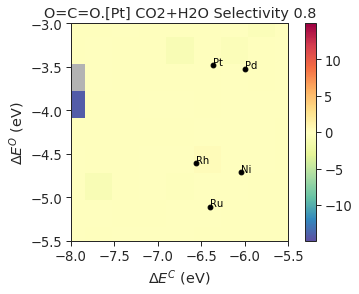 O=C=O.[Pt] CO2+H2O Selectivity 0.8
−3.0
−3.5
−4.0
−4.5
−5.0
−5.5
ΔE^O (eV)
Pt
Pd
Rh
Ni
Ru
−8.0 −7.5 −7.0 −6.5 −6.0 −5.5
ΔE^C (eV)
10
5
0
−5
−10